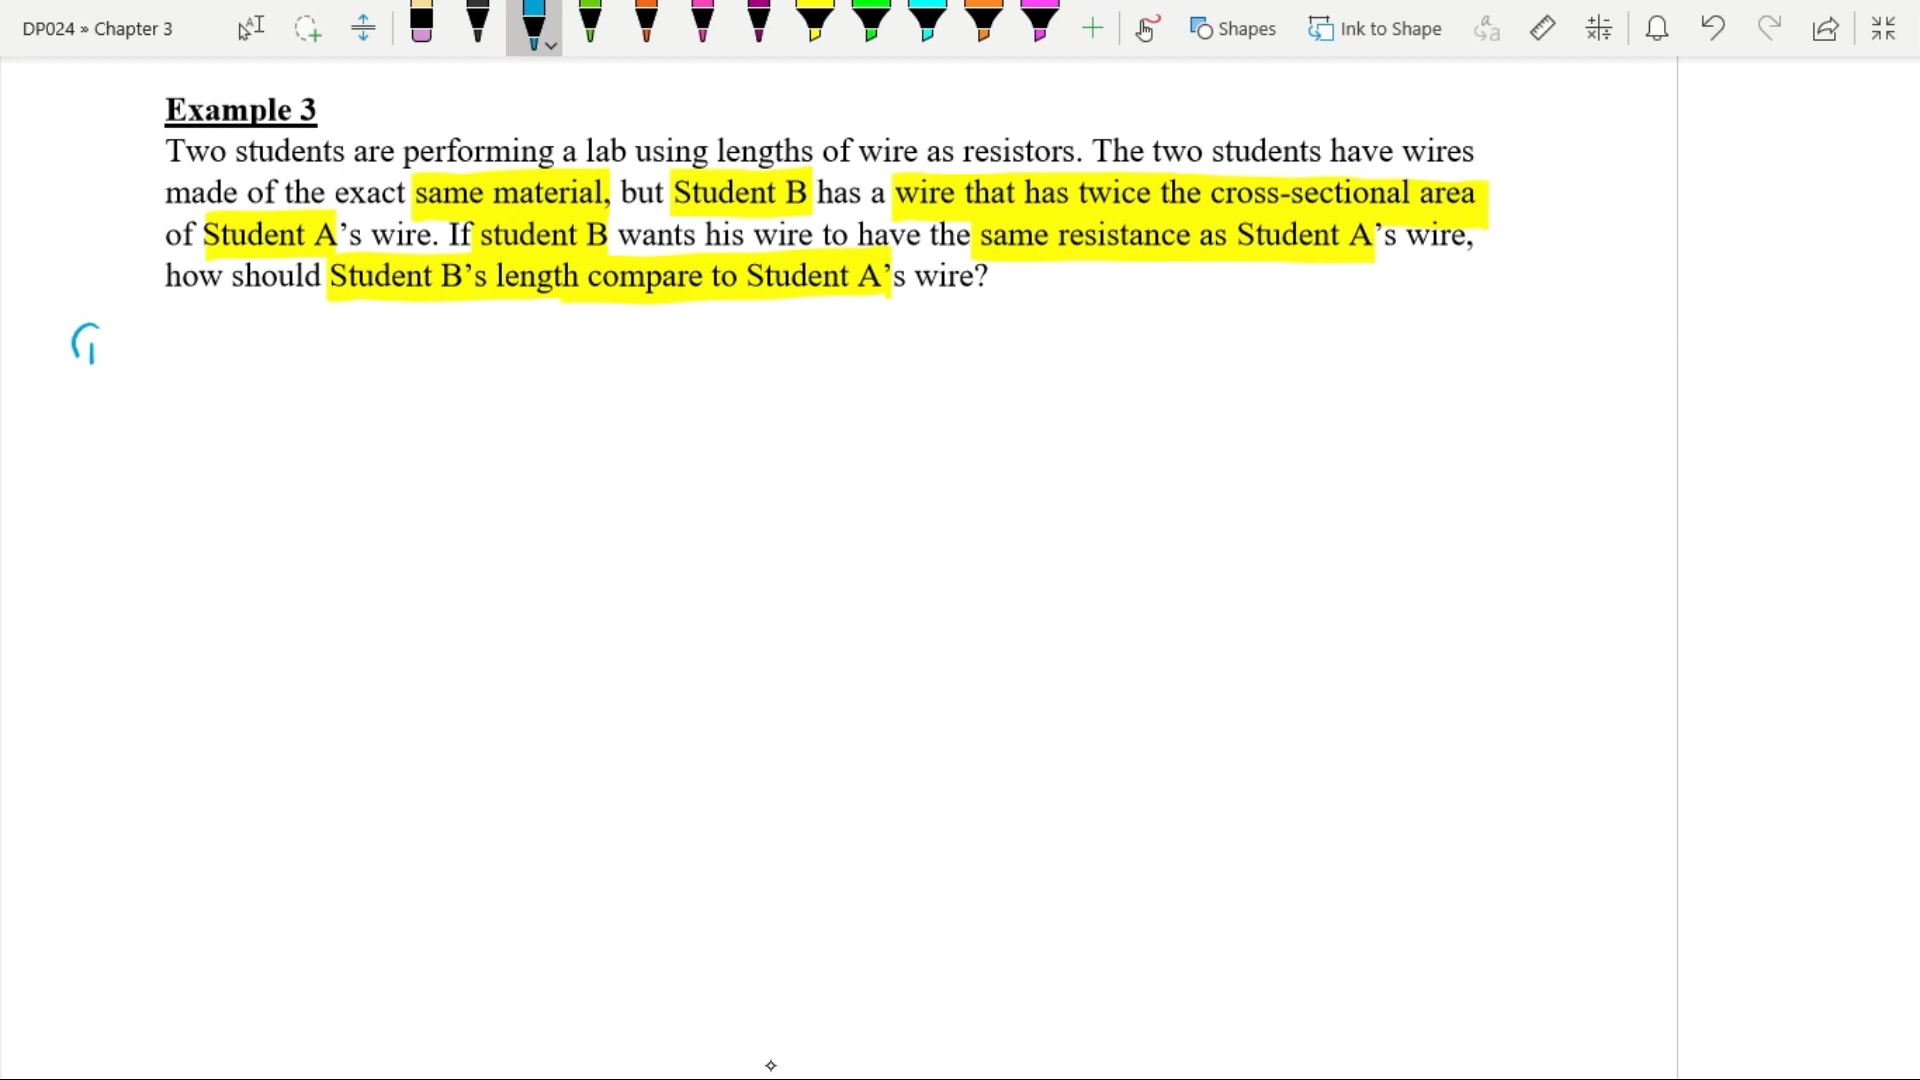 DP024 » Chapter 3
Shapes
Ink to Shape
Example 3
Two students are performing a lab using lengths of wire as resistors. The two students have wires
made of the exact same material, but Student B has a wire that has twice the cross-sectional area
of Student A’s wire. If student B wants his wire to have the same resistance as Student A’s wire,
how should Student B’s length compare to Student A’s wire?